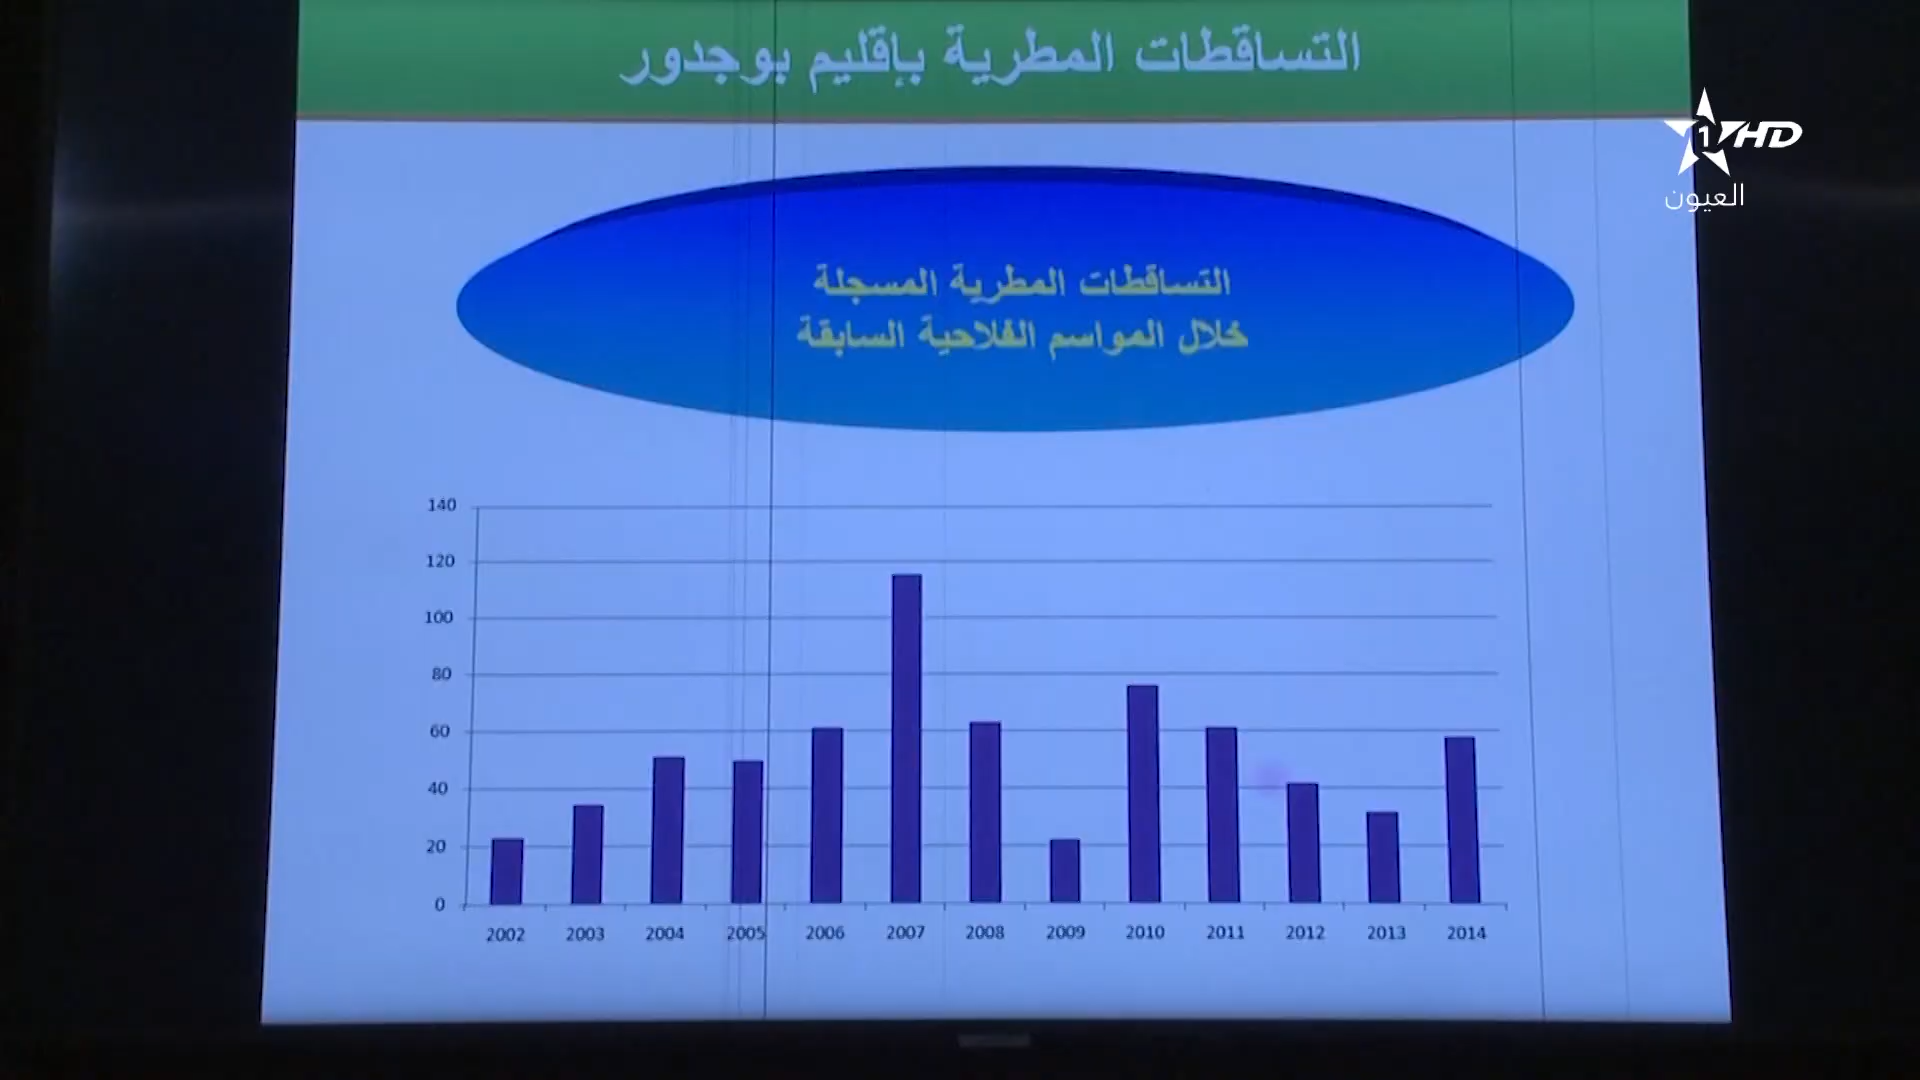 التساقطات المطرية بإقليم بوجدور
1 HD
العيون
التساقطات المطرية المسجلة
خلال المواسم الفلاحية السابقة
140
120
100
80
60
40
20
0
2002 2003 2004 2005 2006 2007 2008 2009 2010 2011 2012 2013 2014